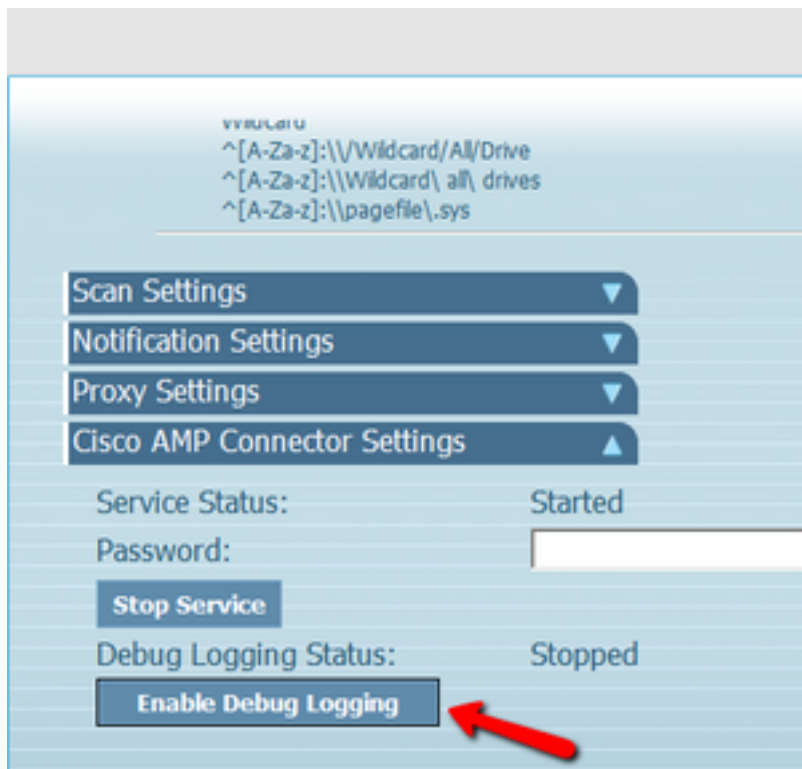 ^[A-Za-z]:\\/Wildcard/All/Drive
^[A-Za-z]:\\Wildcard\ all\ drives
^[A-Za-z]:\\pagefile\.sys
Scan Settings
Notification Settings
Proxy Settings
Cisco AMP Connector Settings
Service Status: Started
Password:
Stop Service
Debug Logging Status: Stopped
Enable Debug Logging